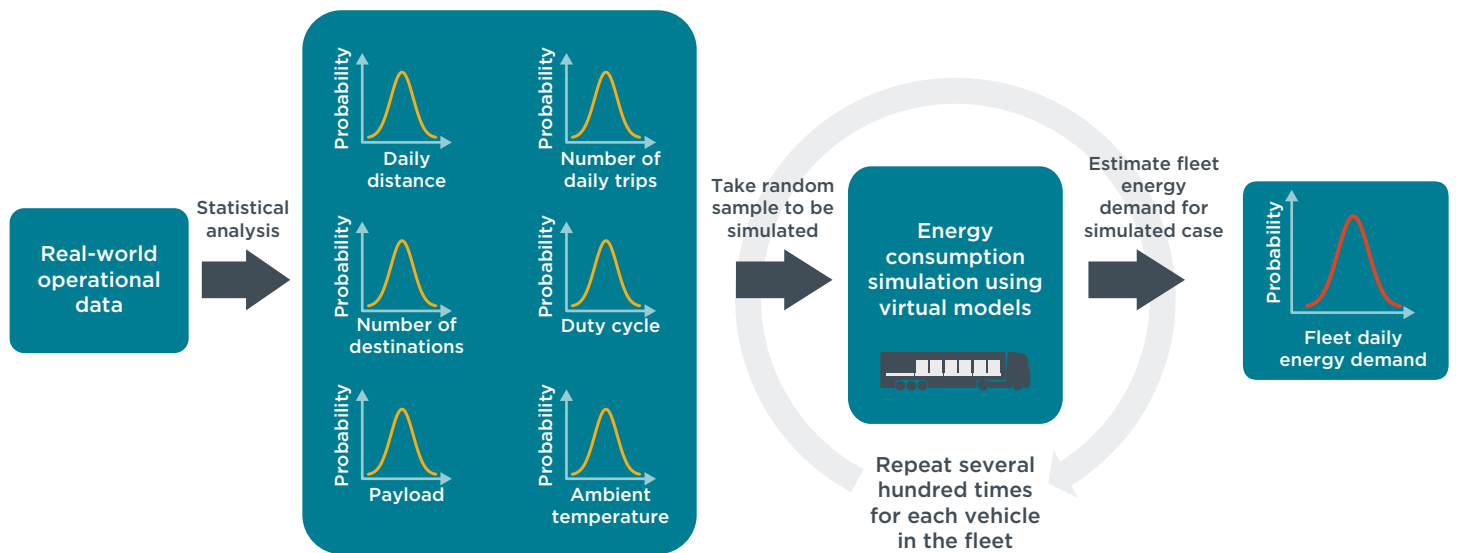 Real-world
operational
data
Statistical
analysis
Probability
Daily
distance
Probability
Number of
daily trips
Probability
Number of
destinations
Probability
Duty cycle
Probability
Payload
Probability
Ambient
temperature
Take random
sample to be
simulated
Energy
consumption
simulation using
virtual models
Repeat several
hundred times
for each vehicle
in the fleet
Estimate fleet
energy
demand for
simulated case
Probability
Fleet daily
energy demand